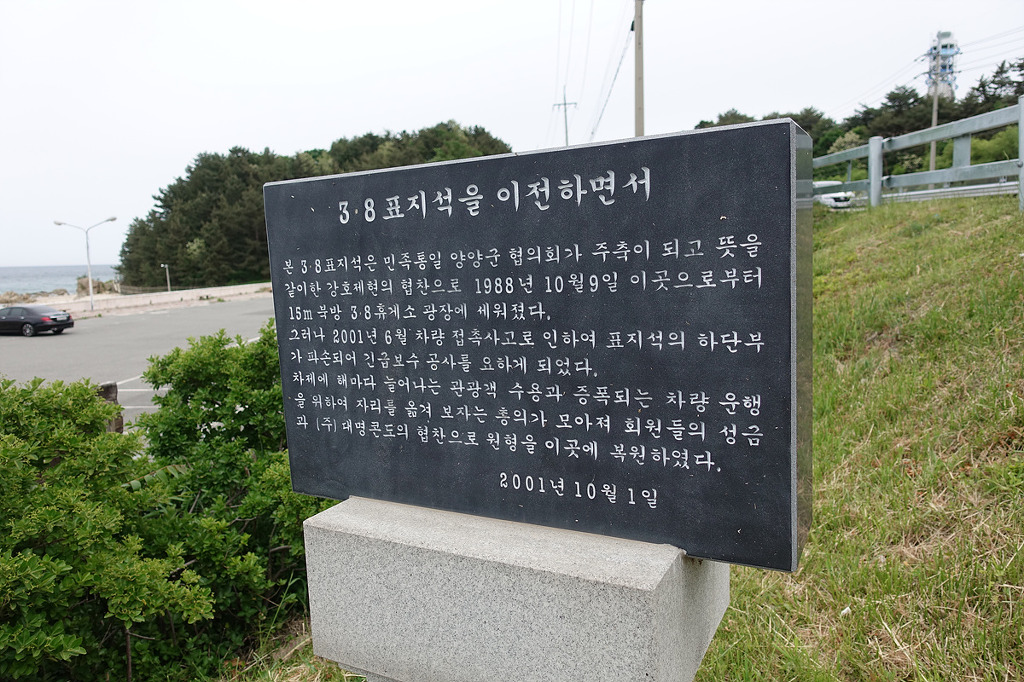 3·8 표지석을 이전하면서
본 3·8표지석은 민족통일 양양군 협의회가 주축이 되고 뜻을
같이한 강호제현의 협찬으로 1988년 10월9일 이곳으로부터
15m 북방 3·8휴게소 광장에 세워졌다.
그러나 2001년 6월 차량 접촉사고로 인하여 표지석의 하단부
가 파손되어 긴급보수 공사를 요하게 되었다.
차제에 해마다 늘어나는 관광객 수용과 증폭되는 차량 운행
을 위하여 자리를 옮겨 보자는 총의가 모아져 회원들의 성금
과 (주)대명콘도의 협찬으로 원형을 이곳에 복원하였다.
2001년 10월 1일